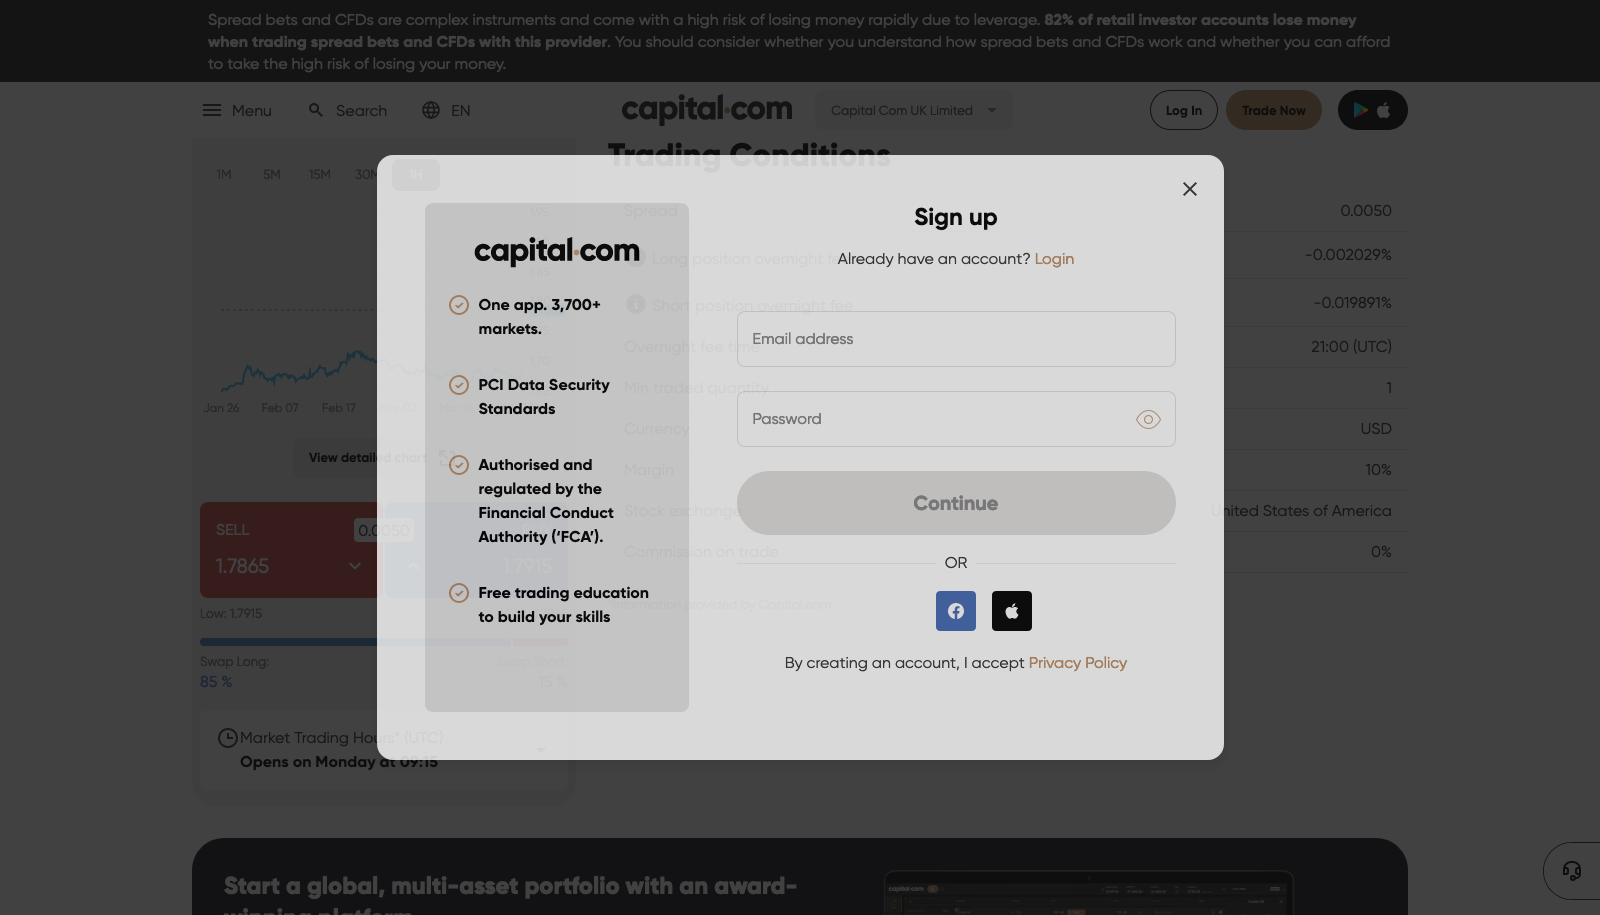 Spread bets and CFDs are complex instruments and come with a high risk of losing money rapidly due to leverage. 82% of retail investor accounts lose money
when trading spread bets and CFDs with this provider. You should consider whether you understand how spread bets and CFDs work and whether you can afford
to take the high risk of losing your money.
Menu
Search
EN
capital.com
Capital Com UK Limited
Log In
Trade Now
Trading Conditions
1M 5M 15M 30M 1H
Spread 0.0050
Long position overnight fee -0.002029%
Short position overnight fee -0.019891%
Overnight fee time 21:00 (UTC)
Min traded quantity 1
Currency USD
Margin 10%
Stock exchange United States of America
Commission on trade 0%
Information provided by Capital.com
Jan 26 Feb 07 Feb 17
View detailed chart
SELL
0.0050
1.7865
1.7915
Low: 1.7915
Swap Long:
85 %
15 %
Market Trading Hours* (UTC)
Opens on Monday at 09:15
capital.com
One app. 3,700+
markets.
PCI Data Security
Standards
Authorised and
regulated by the
Financial Conduct
Authority (‘FCA’).
Free trading education
to build your skills
Sign up
Already have an account? Login
Email address
Password
Continue
OR
By creating an account, I accept Privacy Policy
Start a global, multi-asset portfolio with an award-
winning platform
capital.com